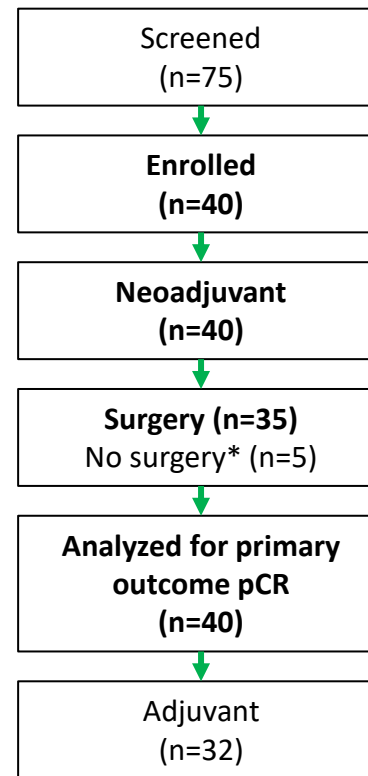 Screened
(n=75)
Enrolled
(n=40)
Neoadjuvant
(n=40)
Surgery (n=35)
No surgery* (n=5)
Analyzed for primary
outcome pCR
(n=40)
Adjuvant
(n=32)